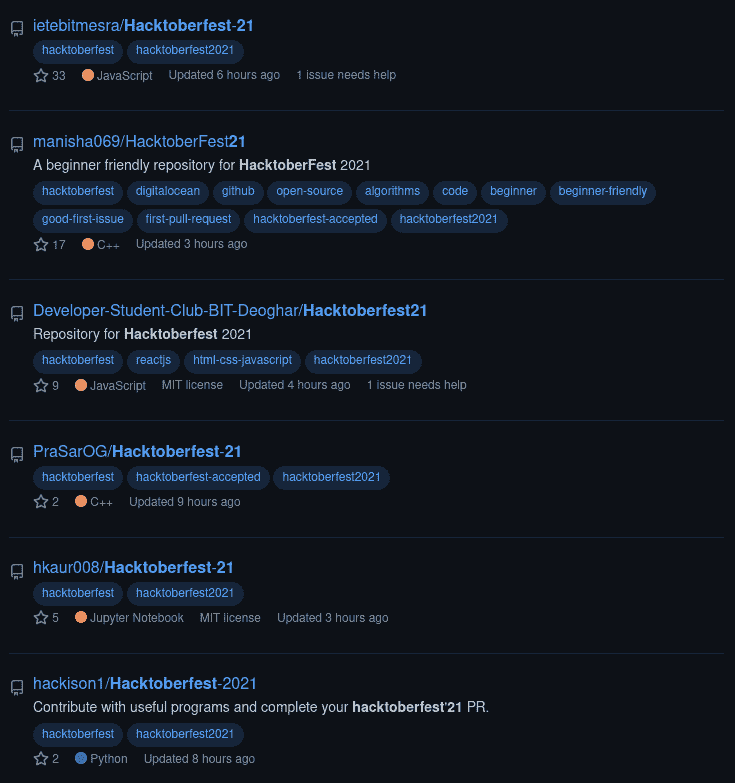 ietebitmesra/Hacktoberfest-21
hacktoberfest hacktoberfest2021
33 JavaScript Updated 6 hours ago 1 issue needs help
manisha069/HacktoberFest21
A beginner friendly repository for HacktoberFest 2021
hacktoberfest digitalocean github open-source algorithms code beginner beginner-friendly
good-first-issue first-pull-request hacktoberfest-accepted hacktoberfest2021
17 C++ Updated 3 hours ago
Developer-Student-Club-BIT-Deoghar/Hacktoberfest21
Repository for Hacktoberfest 2021
hacktoberfest reactjs html-css-javascript hacktoberfest2021
9 JavaScript MIT license Updated 4 hours ago 1 issue needs help
PraSarOG/Hacktoberfest-21
hacktoberfest hacktoberfest-accepted hacktoberfest2021
2 C++ Updated 9 hours ago
hkaur008/Hacktoberfest-21
hacktoberfest hacktoberfest2021
5 Jupyter Notebook MIT license Updated 3 hours ago
hackison1/Hacktoberfest-2021
Contribute with useful programs and complete your hacktoberfest'21 PR.
hacktoberfest hacktoberfest2021
2 Python Updated 8 hours ago